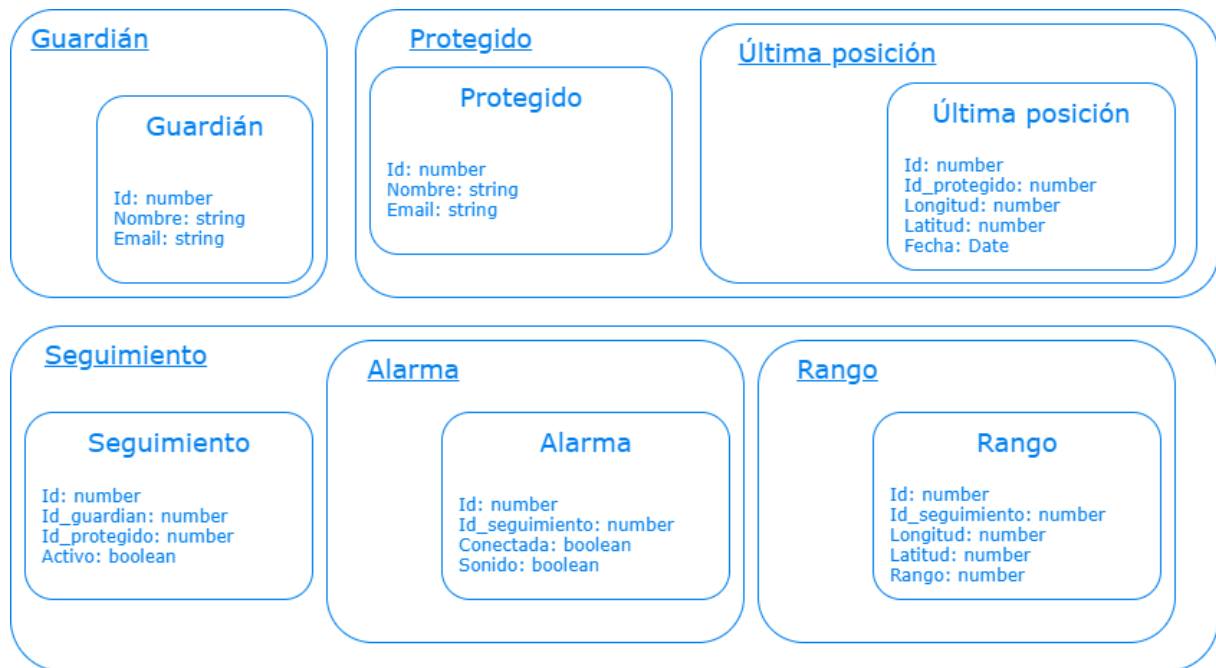 Guardián
Guardián
Id: number
Nombre: string
Email: string
Protegido
Protegido
Id: number
Nombre: string
Email: string
Última posición
Última posición
Id: number
Id_protegido: number
Longitud: number
Latitud: number
Fecha: Date
Seguimiento
Seguimiento
Id: number
Id_guardian: number
Id_protegido: number
Activo: boolean
Alarma
Alarma
Id: number
Id_seguimiento: number
Conectada: boolean
Sonido: boolean
Rango
Rango
Id: number
Id_seguimiento: number
Longitud: number
Latitud: number
Rango: number